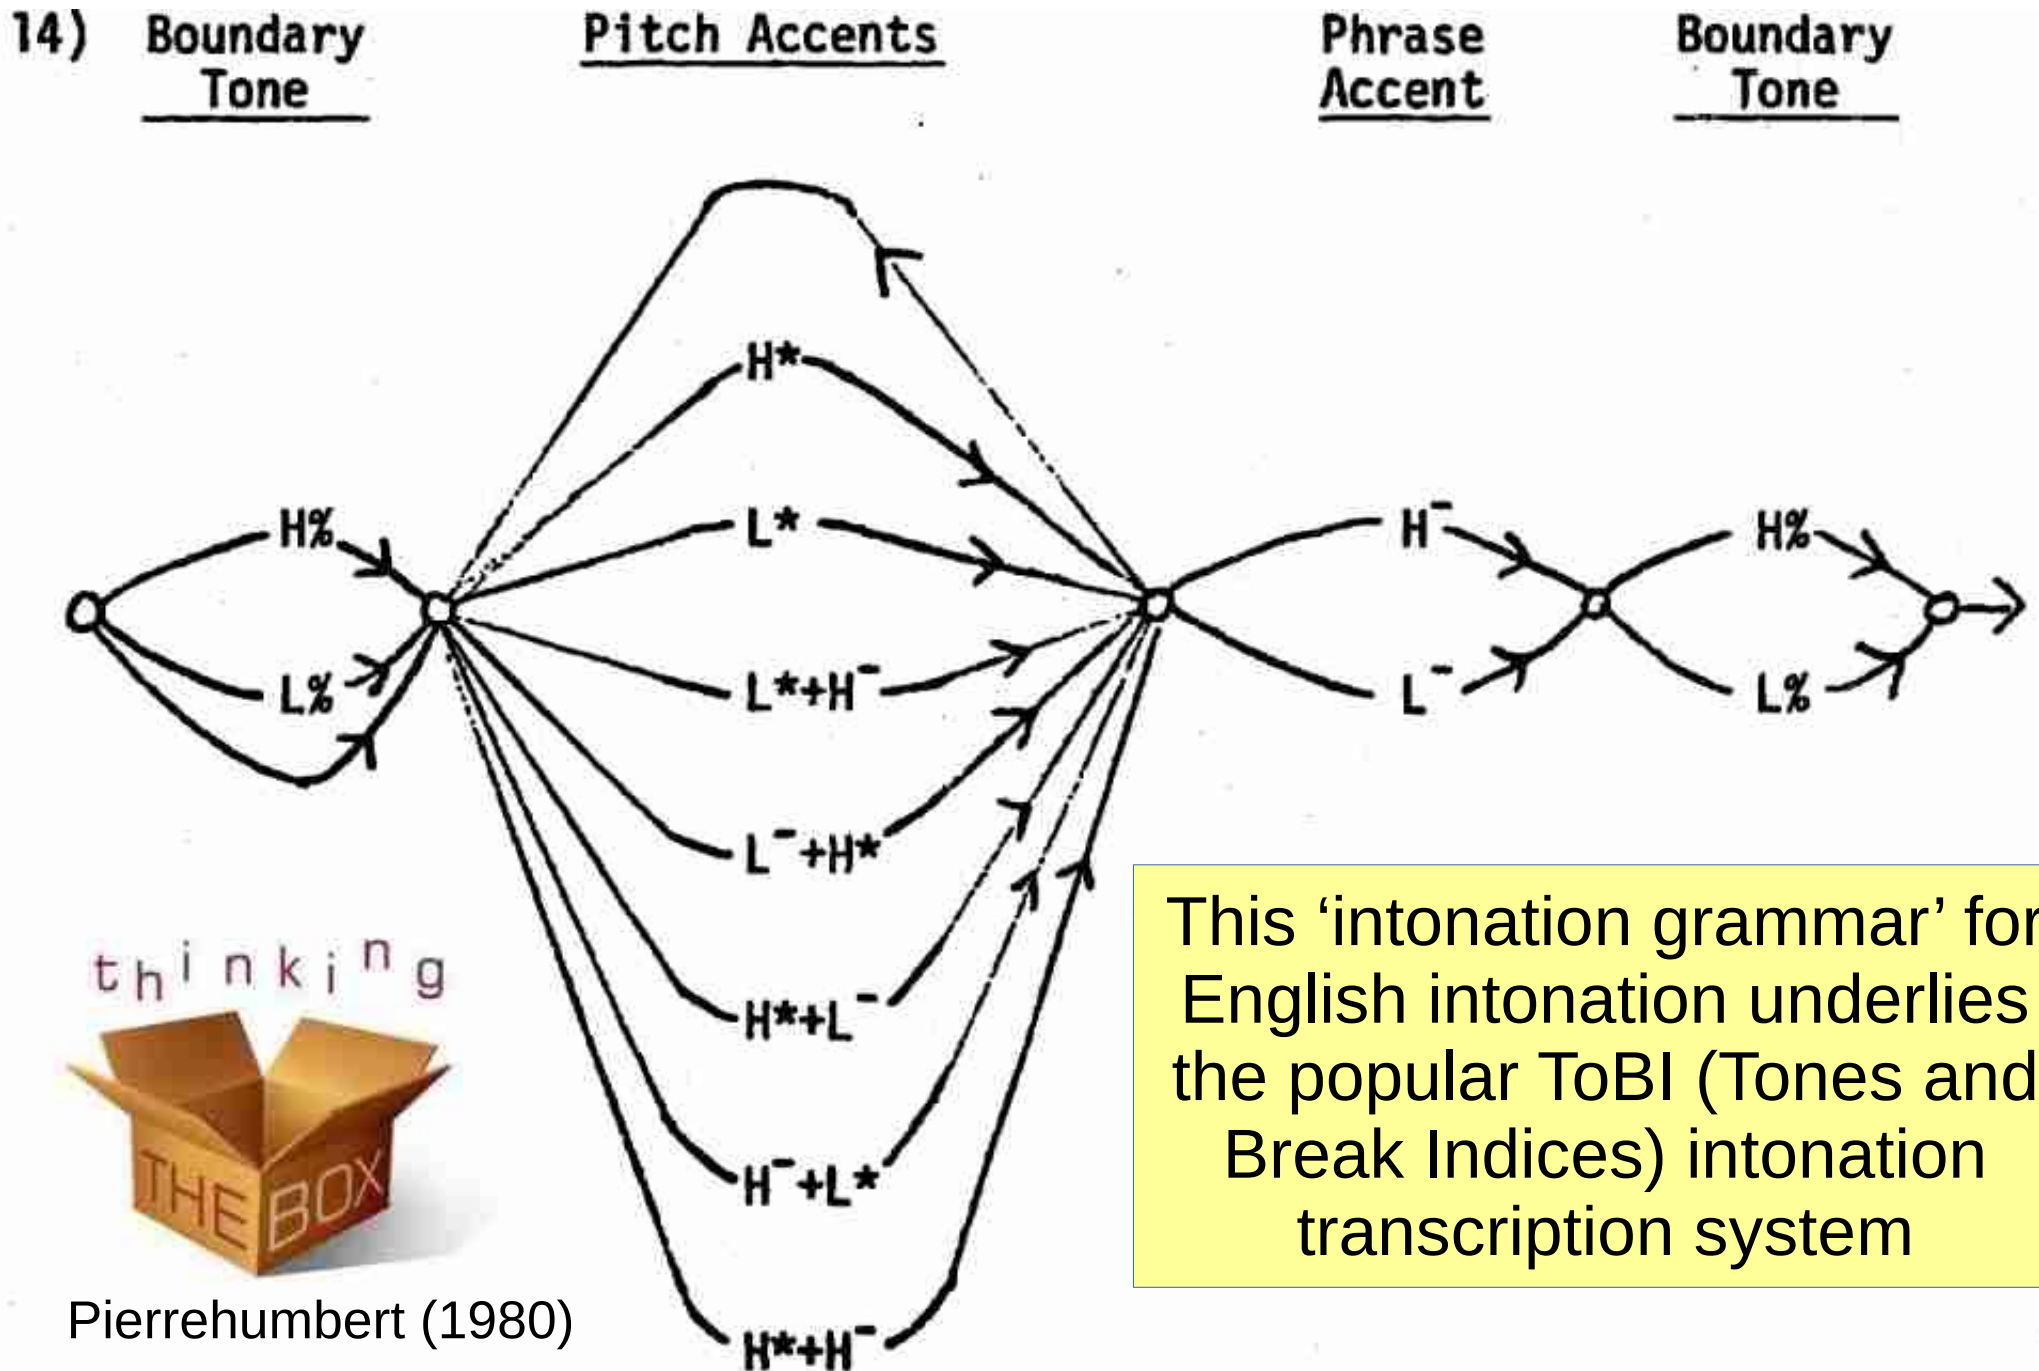 14) Boundary Tone
Pitch Accents
Phrase Accent
Boundary Tone
H*
H%
L*
H⁻
H%
L%
L*+H⁻
L⁻
L%
L⁻+H*
H*+L⁻
H⁻+L*
H*+H⁻
thinking
THE BOX
Pierrehumbert (1980)
This ‘intonation grammar’ for
English intonation underlies
the popular ToBI (Tones and
Break Indices) intonation
transcription system